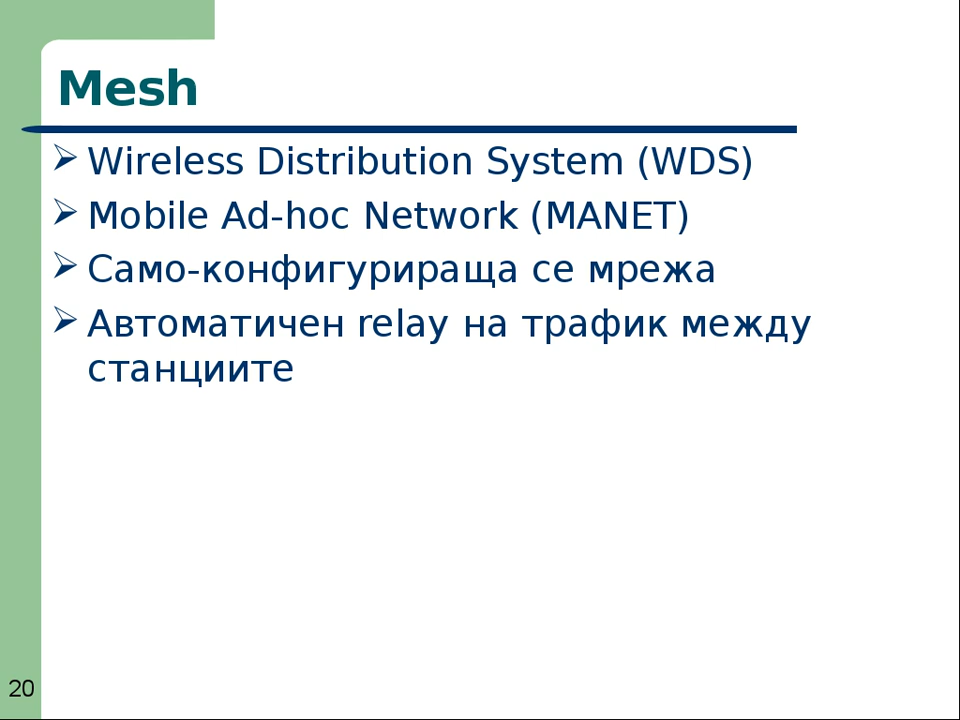 Mesh
Wireless Distribution System (WDS)
Mobile Ad-hoc Network (MANET)
Само-конфигурираща се мрежа
Автоматичен relay на трафик между
станциите
20